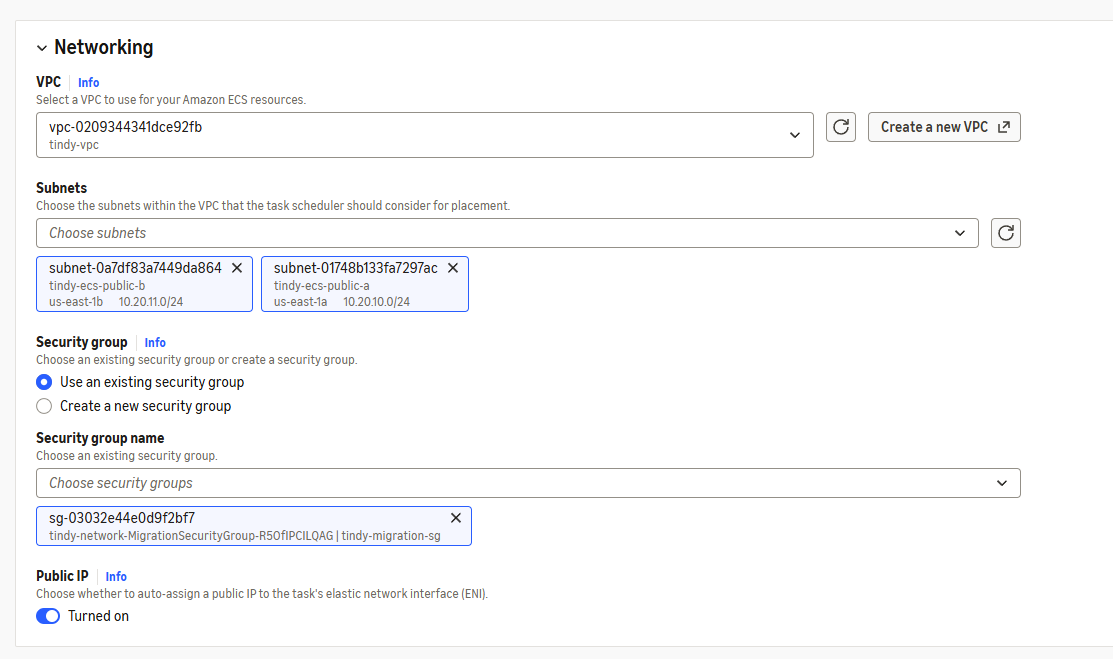 Networking
VPC Info
Select a VPC to use for your Amazon ECS resources.
vpc-0209344341dce92fb
tindy-vpc
Create a new VPC
Subnets
Choose the subnets within the VPC that the task scheduler should consider for placement.
Choose subnets
subnet-0a7df83a7449da864
tindy-ecs-public-b
us-east-1b 10.20.11.0/24
subnet-01748b133fa7297ac
tindy-ecs-public-a
us-east-1a 10.20.10.0/24
Security group Info
Choose an existing security group or create a security group.
Use an existing security group
Create a new security group
Security group name
Choose an existing security group.
Choose security groups
sg-03032e44e0d9f2bf7
tindy-network-MigrationSecurityGroup-R5OfIPCILQAG | tindy-migration-sg
Public IP Info
Choose whether to auto-assign a public IP to the task's elastic network interface (ENI).
Turned on